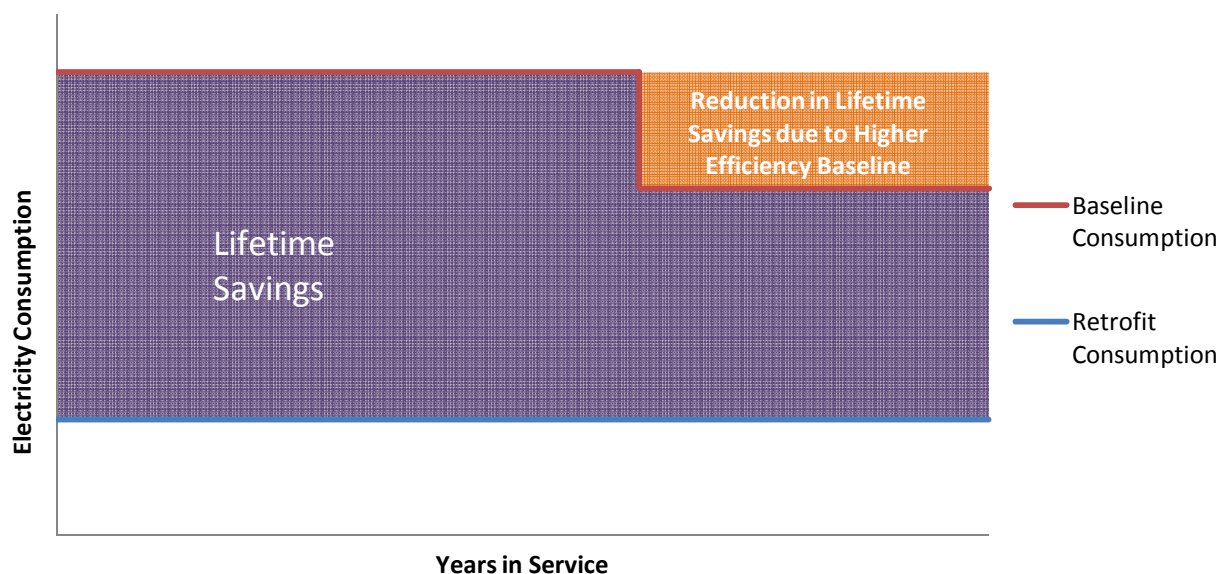 Reduction in Lifetime
Savings due to Higher
Efficiency Baseline
Lifetime
Savings
Electricity Consumption
Years in Service
Baseline
Consumption
Retrofit
Consumption